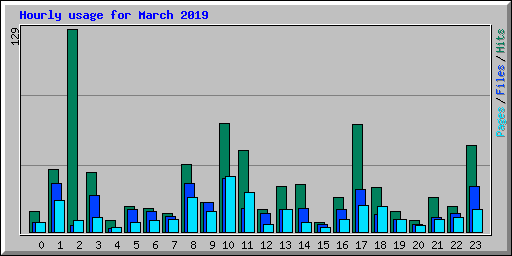 Hourly usage for March 2019
129
Pages/Files/Hits
0 1 2 3 4 5 6 7 8 9 10 11 12 13 14 15 16 17 18 19 20 21 22 23